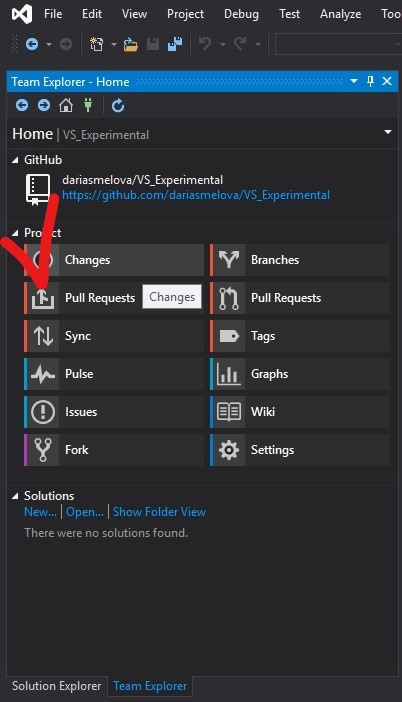 File Edit View Project Debug Test Analyze Too
Team Explorer - Home
Home | VS_Experimental
GitHub
dariasmelova/VS_Experimental
https://github.com/dariasmelova/VS_Experimental
Project
Changes Branches
Pull Requests Changes Pull Requests
Sync Tags
Pulse Graphs
Issues Wiki
Fork Settings
Solutions
New... | Open... | Show Folder View
There were no solutions found.
Solution Explorer Team Explorer